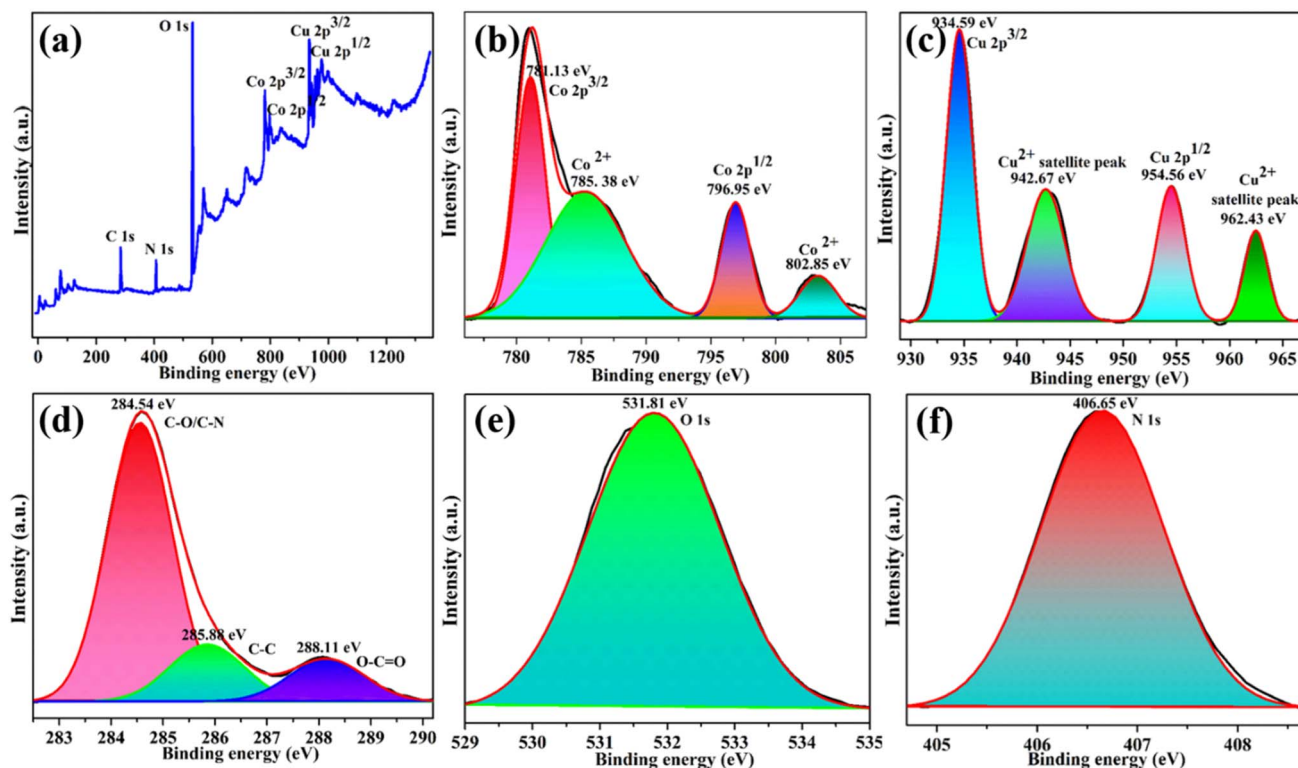 (a)
O 1s
Cu 2p3/2
Cu 2p1/2
Co 2p3/2
Co 2p1/2
C 1s
N 1s
Intensity (a.u.)
0 200 400 600 800 1000 1200
Binding energy (eV)
(b)
781.13 eV
Co 2p3/2
Co 2+
785. 38 eV
Co 2p1/2
796.95 eV
Co 2+
802.85 eV
Intensity (a.u.)
780 785 790 795 800 805
Binding energy (eV)
(c)
934.59 eV
Cu 2p3/2
Cu2+ satellite peak
942.67 eV
Cu 2p1/2
954.56 eV
Cu2+
satellite peak
962.43 eV
Intensity (a.u.)
930 935 940 945 950 955 960 965
Binding energy (eV)
(d)
284.54 eV
C-O/C-N
285.88 eV
C-C
288.11 eV
O-C=O
Intensity (a.u.)
283 284 285 286 287 288 289 290
Binding energy (eV)
(e)
531.81 eV
O 1s
Intensity (a.u.)
529 530 531 532 533 534 535
Binding energy (eV)
(f)
406.65 eV
N 1s
Intensity (a.u.)
405 406 407 408
Binding energy (eV)